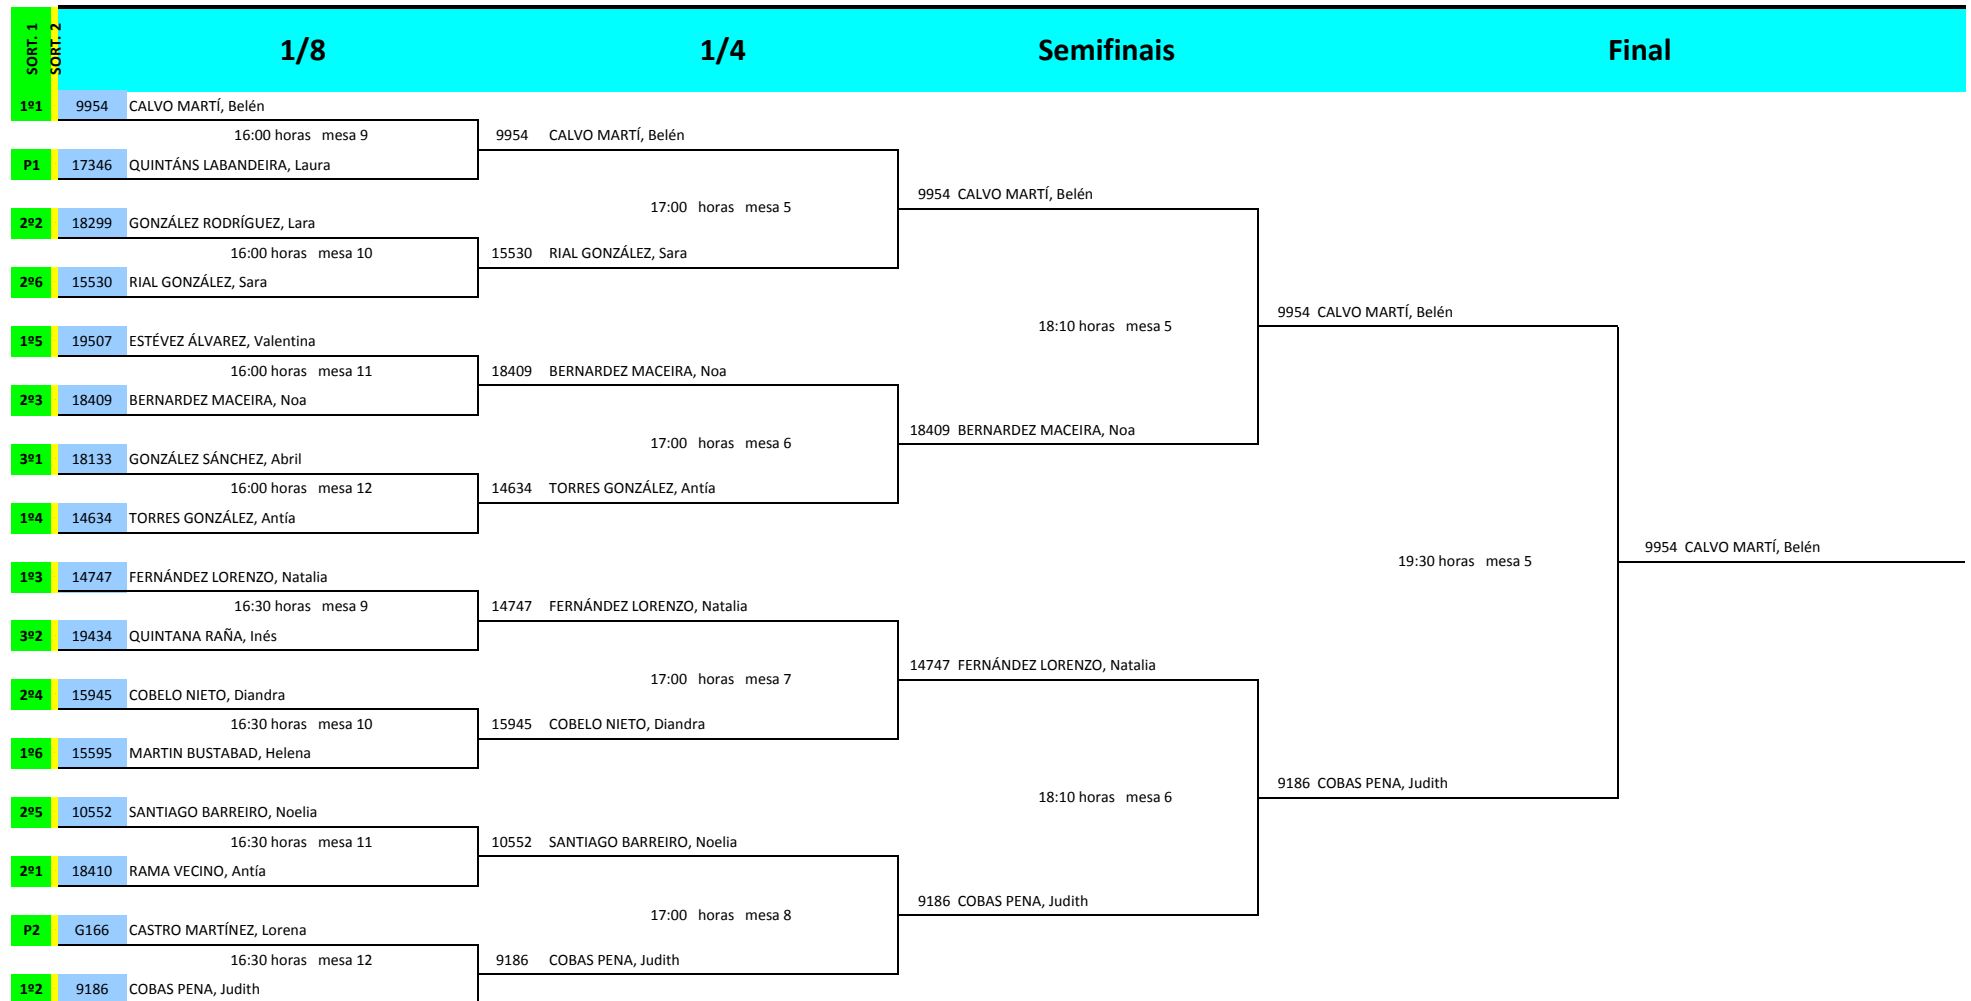 SORT. 1
SORT. 2
1/8 1/4 Semifinais Final
1º1 9954 CALVO MARTÍ, Belén
16:00 horas mesa 9 9954 CALVO MARTÍ, Belén
P1 17346 QUINTÁNS LABANDEIRA, Laura
17:00 horas mesa 5 9954 CALVO MARTÍ, Belén
2º2 18299 GONZÁLEZ RODRÍGUEZ, Lara
16:00 horas mesa 10 15530 RIAL GONZÁLEZ, Sara
2º6 15530 RIAL GONZÁLEZ, Sara
18:10 horas mesa 5 9954 CALVO MARTÍ, Belén
1º5 19507 ESTÉVEZ ÁLVAREZ, Valentina
16:00 horas mesa 11 18409 BERNARDEZ MACEIRA, Noa
2º3 18409 BERNARDEZ MACEIRA, Noa
17:00 horas mesa 6 18409 BERNARDEZ MACEIRA, Noa
3º1 18133 GONZÁLEZ SÁNCHEZ, Abril
16:00 horas mesa 12 14634 TORRES GONZÁLEZ, Antía
1º4 14634 TORRES GONZÁLEZ, Antía
19:30 horas mesa 5 9954 CALVO MARTÍ, Belén
1º3 14747 FERNÁNDEZ LORENZO, Natalia
16:30 horas mesa 9 14747 FERNÁNDEZ LORENZO, Natalia
3º2 19434 QUINTANA RAÑA, Inés
17:00 horas mesa 7 14747 FERNÁNDEZ LORENZO, Natalia
2º4 15945 COBELO NIETO, Diandra
16:30 horas mesa 10 15945 COBELO NIETO, Diandra
1º6 15595 MARTIN BUSTABAD, Helena
18:10 horas mesa 6 9186 COBAS PENA, Judith
2º5 10552 SANTIAGO BARREIRO, Noelia
16:30 horas mesa 11 10552 SANTIAGO BARREIRO, Noelia
2º1 18410 RAMA VECINO, Antía
17:00 horas mesa 8 9186 COBAS PENA, Judith
P2 G166 CASTRO MARTÍNEZ, Lorena
16:30 horas mesa 12 9186 COBAS PENA, Judith
1º2 9186 COBAS PENA, Judith